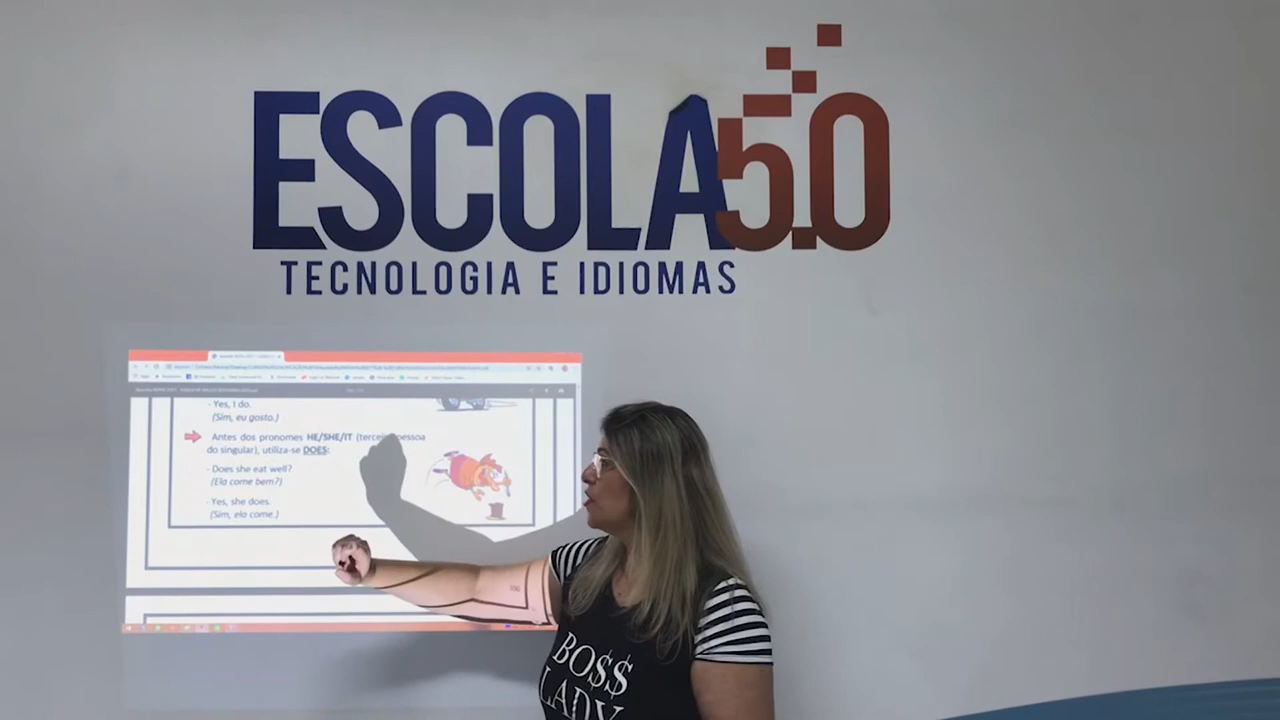 ESCOLA5.0
TECNOLOGIA E IDIOMAS
- Yes, I do.
(Sim, eu gosto.)
Antes dos pronomes HE/SHE/IT (terceira pessoa
do singular), utiliza-se DOES:
- Does she eat well?
(Ela come bem?)
- Yes, she does.
(Sim, ela come.)
BO$$
LADY